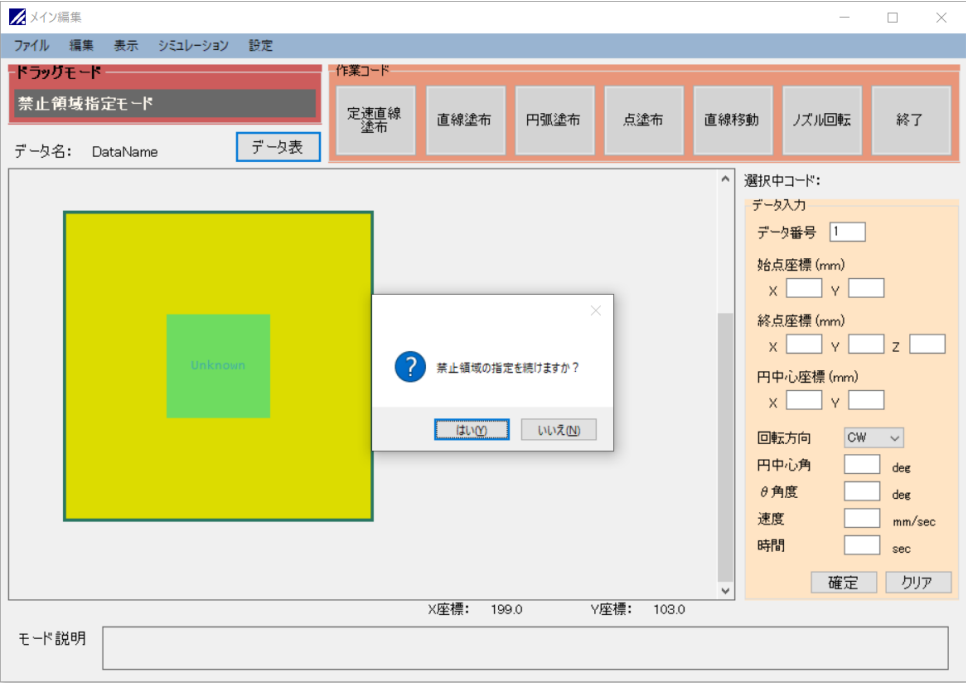 メイン編集
ファイル 編集 表示 シミュレーション 設定
ドラッグモード
禁止領域指定モード
データ名: DataName
データ表
作業コード
定速直線
塗布
直線塗布
円弧塗布
点塗布
直線移動
ノズル回転
終了
選択中コード:
データ入力
データ番号 1
始点座標(mm)
X Y
終点座標(mm)
X Y Z
円中心座標(mm)
X Y
回転方向 CW
円中心角 deg
θ角度 deg
速度 mm/sec
時間 sec
確定 クリア
Unknown
禁止領域の指定を続けますか?
はい(Y) いいえ(N)
X座標: 199.0 Y座標: 103.0
モード説明